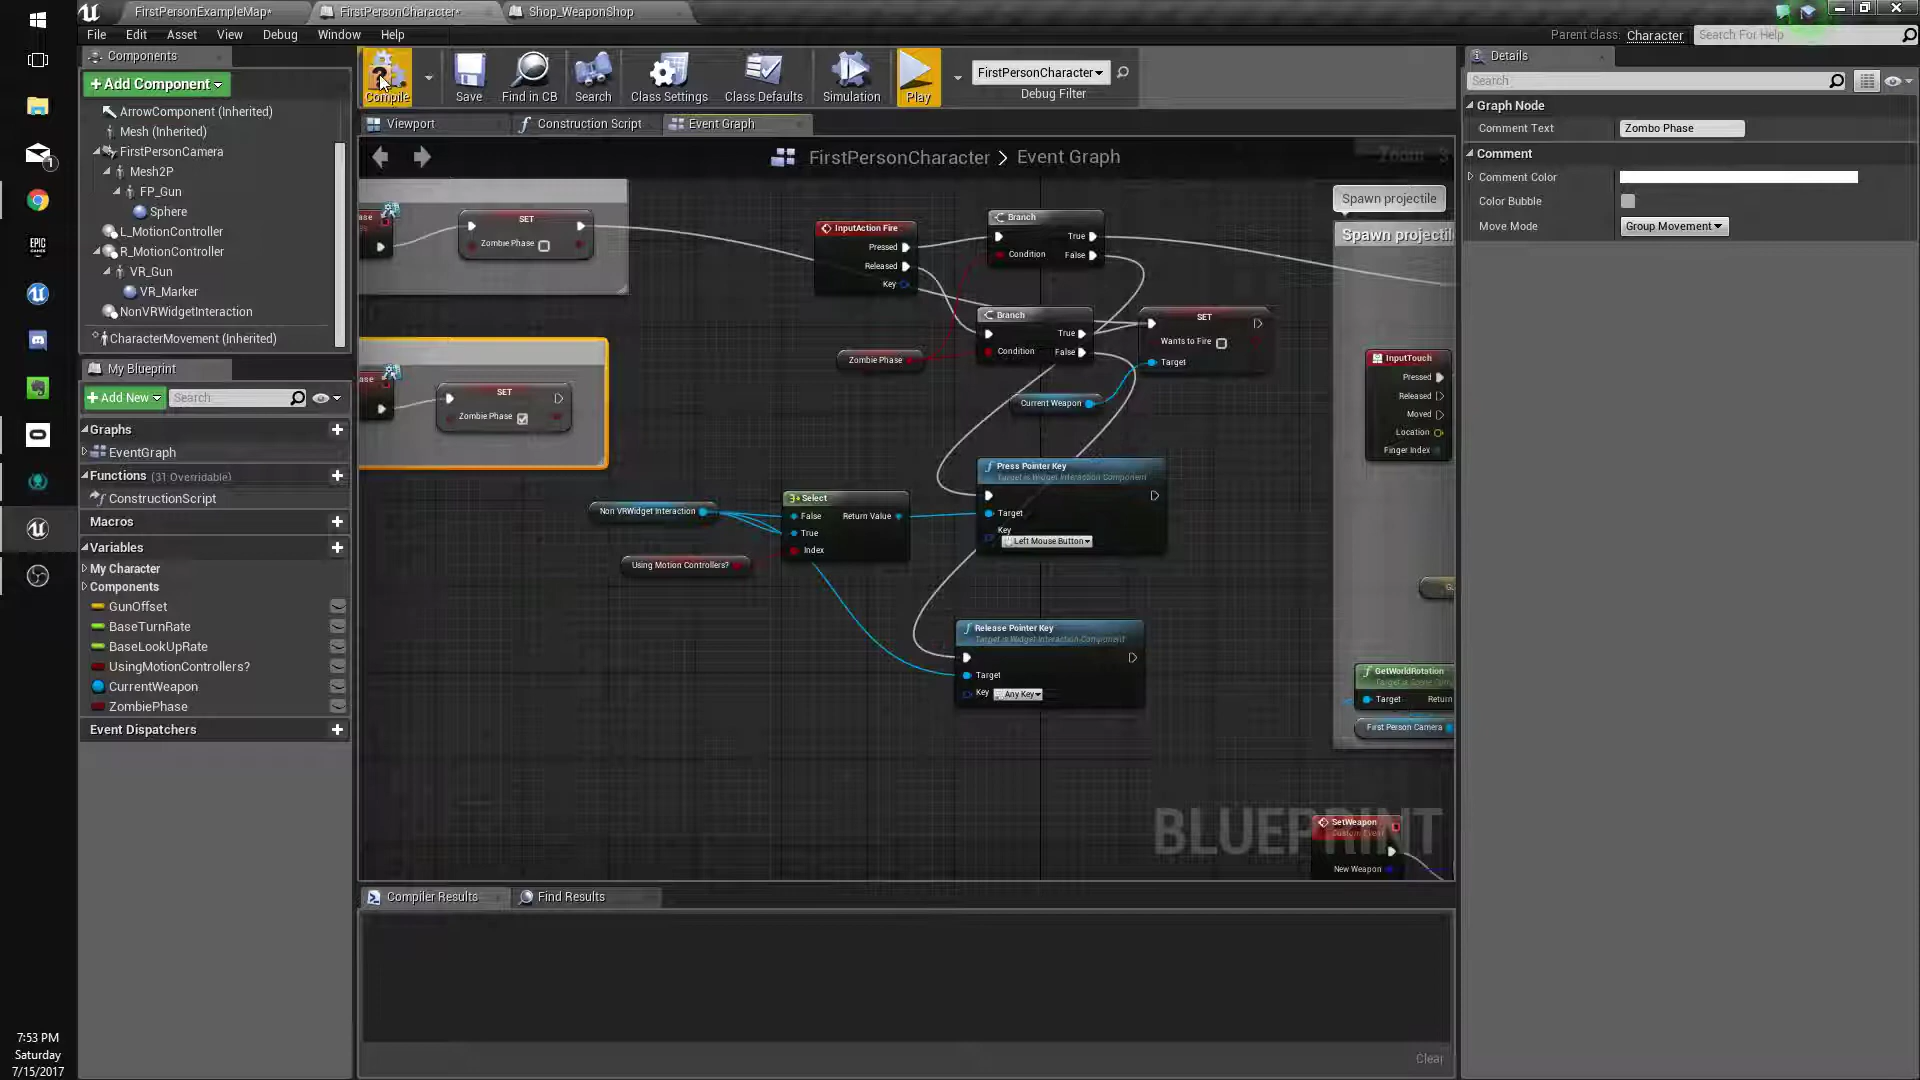 FirstPersonExampleMap*
FirstPersonCharacter*
Shop_WeaponShop
File Edit Asset View Debug Window Help
Parent class: Character
Search For Help
Components
+Add Component
ArrowComponent (Inherited)
Mesh (Inherited)
FirstPersonCamera
Mesh2P
FP_Gun
Sphere
L_MotionController
R_MotionController
VR_Gun
VR_Marker
NonVRWidgetInteraction
CharacterMovement (Inherited)
My Blueprint
+Add New
Search
Graphs
EventGraph
Functions (31 Overridable)
ConstructionScript
Macros
Variables
My Character
Components
GunOffset
BaseTurnRate
BaseLookUpRate
UsingMotionControllers?
CurrentWeapon
ZombiePhase
Event Dispatchers
Compile
Save
Find in CB
Search
Class Settings
Class Defaults
Simulation
Play
FirstPersonCharacter
Debug Filter
Viewport
Construction Script
Event Graph
FirstPersonCharacter > Event Graph
ase
SET
Zombie Phase
ase
SET
Zombie Phase
InputAction Fire
Pressed
Released
Key
Branch
True
Condition
False
Branch
True
Condition
False
Zombie Phase
SET
Wants to Fire
Target
Current Weapon
Spawn projectile
Spawn projectil
InputTouch
Pressed
Released
Moved
Location
Finger Index
Press Pointer Key
Target is Widget Interaction Component
Target
Key
Left Mouse Button
Non VRWidget Interaction
Select
False
Return Value
True
Index
Using Motion Controllers?
Release Pointer Key
Target is Widget Interaction Component
Target
Key
Any Key
GetWorldRotation
Target
Return
First Person Camera
SetWeapon
Custom Event
New Weapon
BLUEPRINT
Compiler Results
Find Results
Clear
Details
Search
Graph Node
Comment Text
Zombo Phase
Comment
Comment Color
Color Bubble
Move Mode
Group Movement
1
EPIC
GAMES
7:53 PM
Saturday
7/15/2017